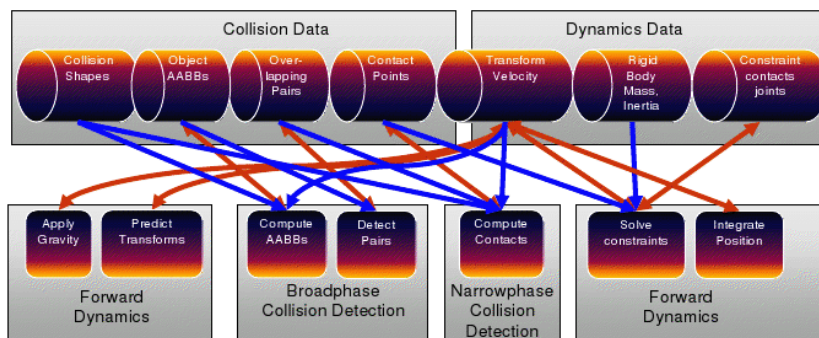 Collision Data
Dynamics Data
Collision
Shapes
Object
AABBs
Over-
lapping
Pairs
Contact
Points
Transform
Velocity
Rigid
Body
Mass,
Inertia
Constraint
contacts
joints
Apply
Gravity
Predict
Transforms
Compute
AABBs
Detect
Pairs
Compute
Contacts
Solve
constraints
Integrate
Position
Forward
Dynamics
Broadphase
Collision Detection
Narrowphase
Collision
Detection
Forward
Dynamics